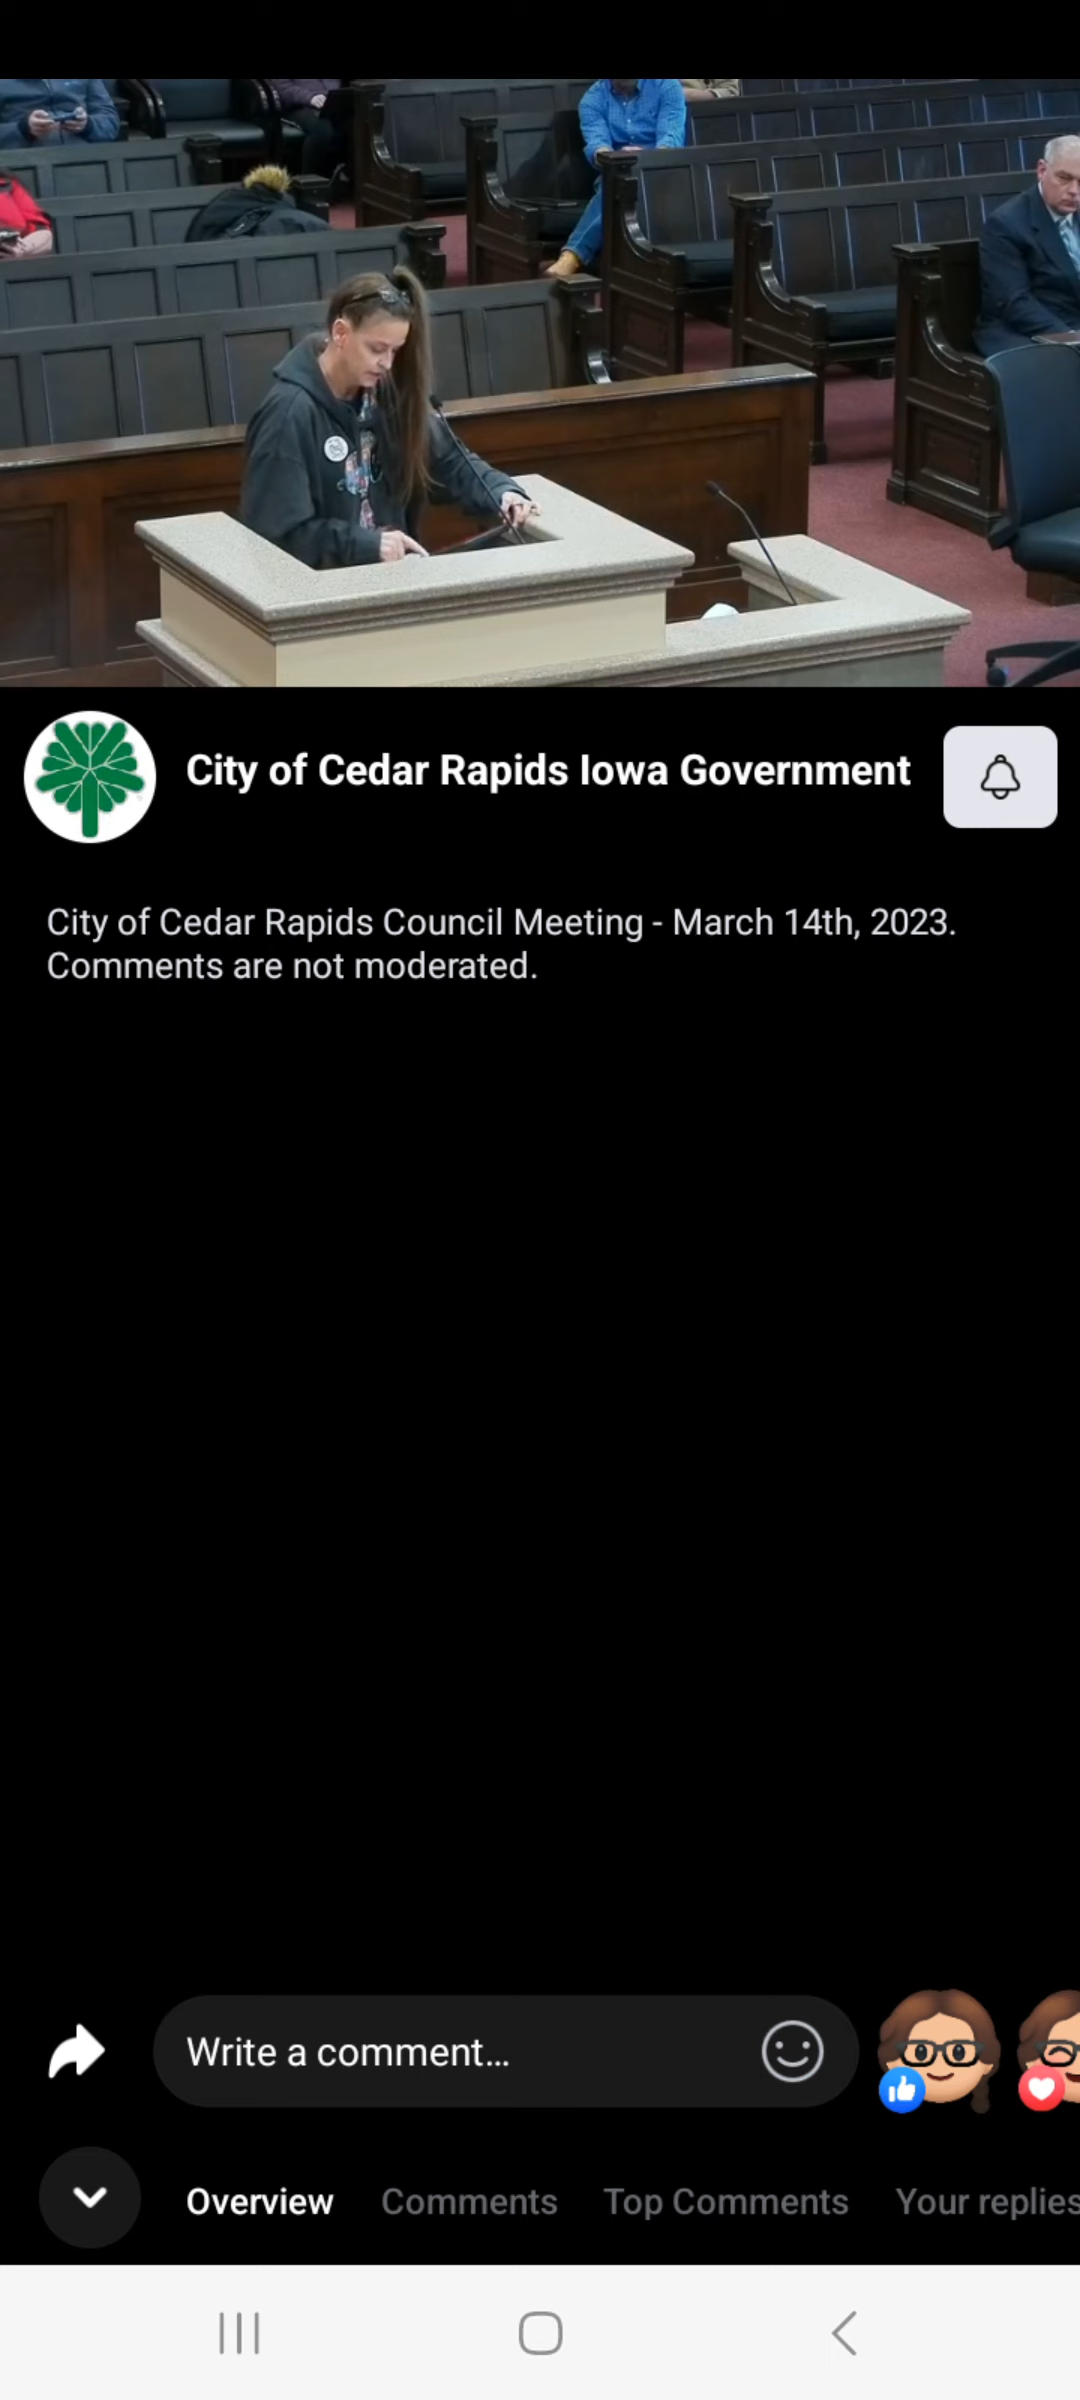 City of Cedar Rapids Iowa Government
City of Cedar Rapids Council Meeting - March 14th, 2023.
Comments are not moderated.
Write a comment...
Overview Comments Top Comments Your replies